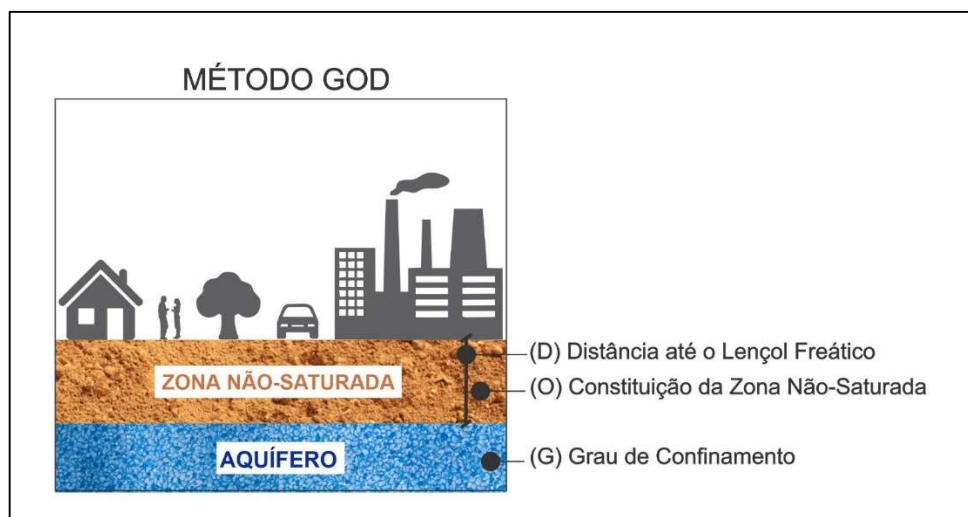 MÉTODO GOD
(D) Distância até o Lençol Freático
ZONA NÃO-SATURADA
(O) Constituição da Zona Não-Saturada
AQUÍFERO
(G) Grau de Confinamento